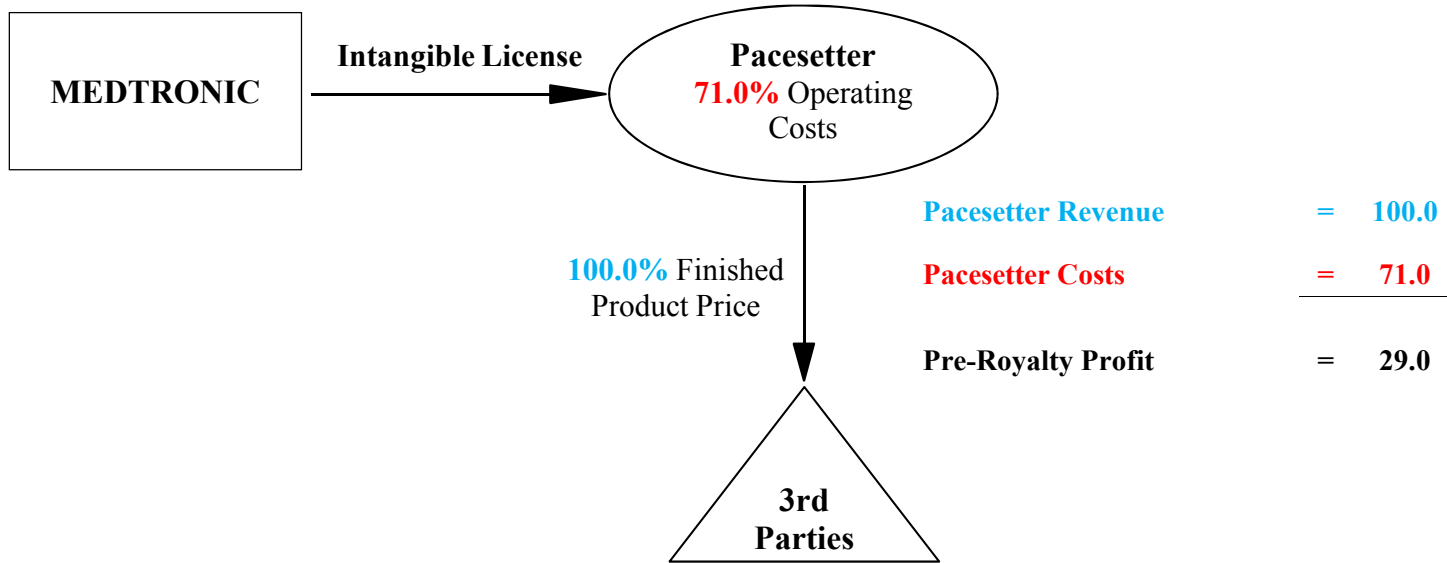 MEDTRONIC
Intangible License
Pacesetter
71.0% Operating
Costs
100.0% Finished
Product Price
Pacesetter Revenue = 100.0
Pacesetter Costs = 71.0
Pre-Royalty Profit = 29.0
3rd
Parties